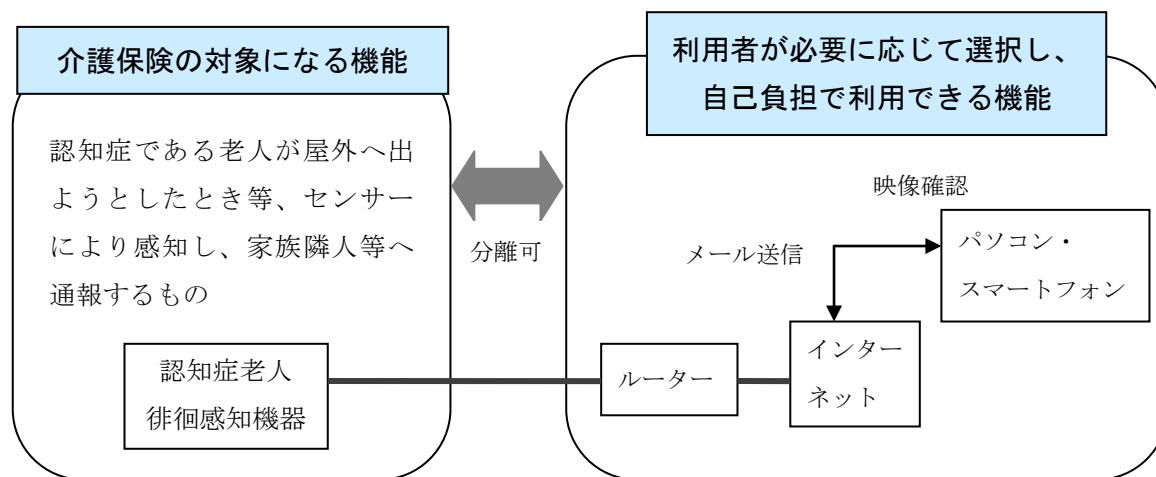 介護保険の対象になる機能
認知症である老人が屋外へ出
ようとしたとき等、センサー
により感知し、家族隣人等へ
通報するもの
認知症老人
徘徊感知機器
分離可
利用者が必要に応じて選択し、
自己負担で利用できる機能
映像確認
メール送信
パソコン・
スマートフォン
ルーター
インター
ネット